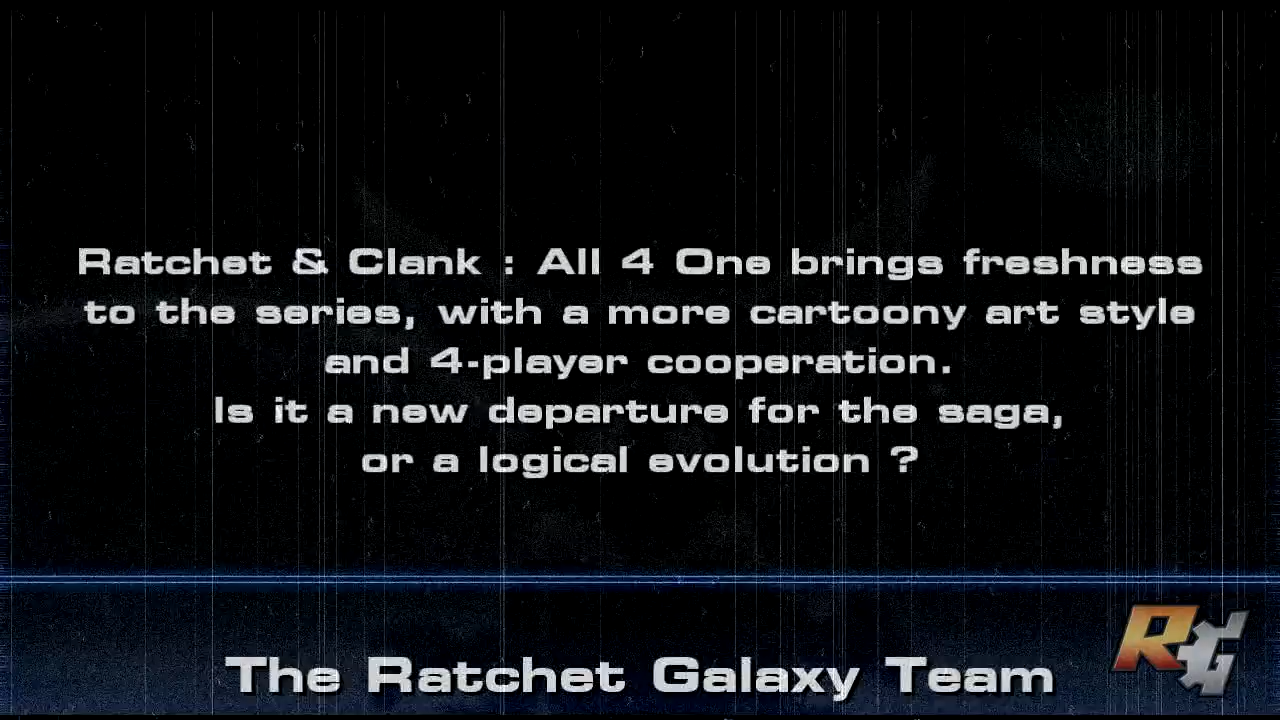 Ratchet & Clank : All 4 One brings freshness
to the series, with a more cartoony art style
and 4-player cooperation.
Is it a new departure for the saga,
or a logical evolution ?
The Ratchet Galaxy Team
RG